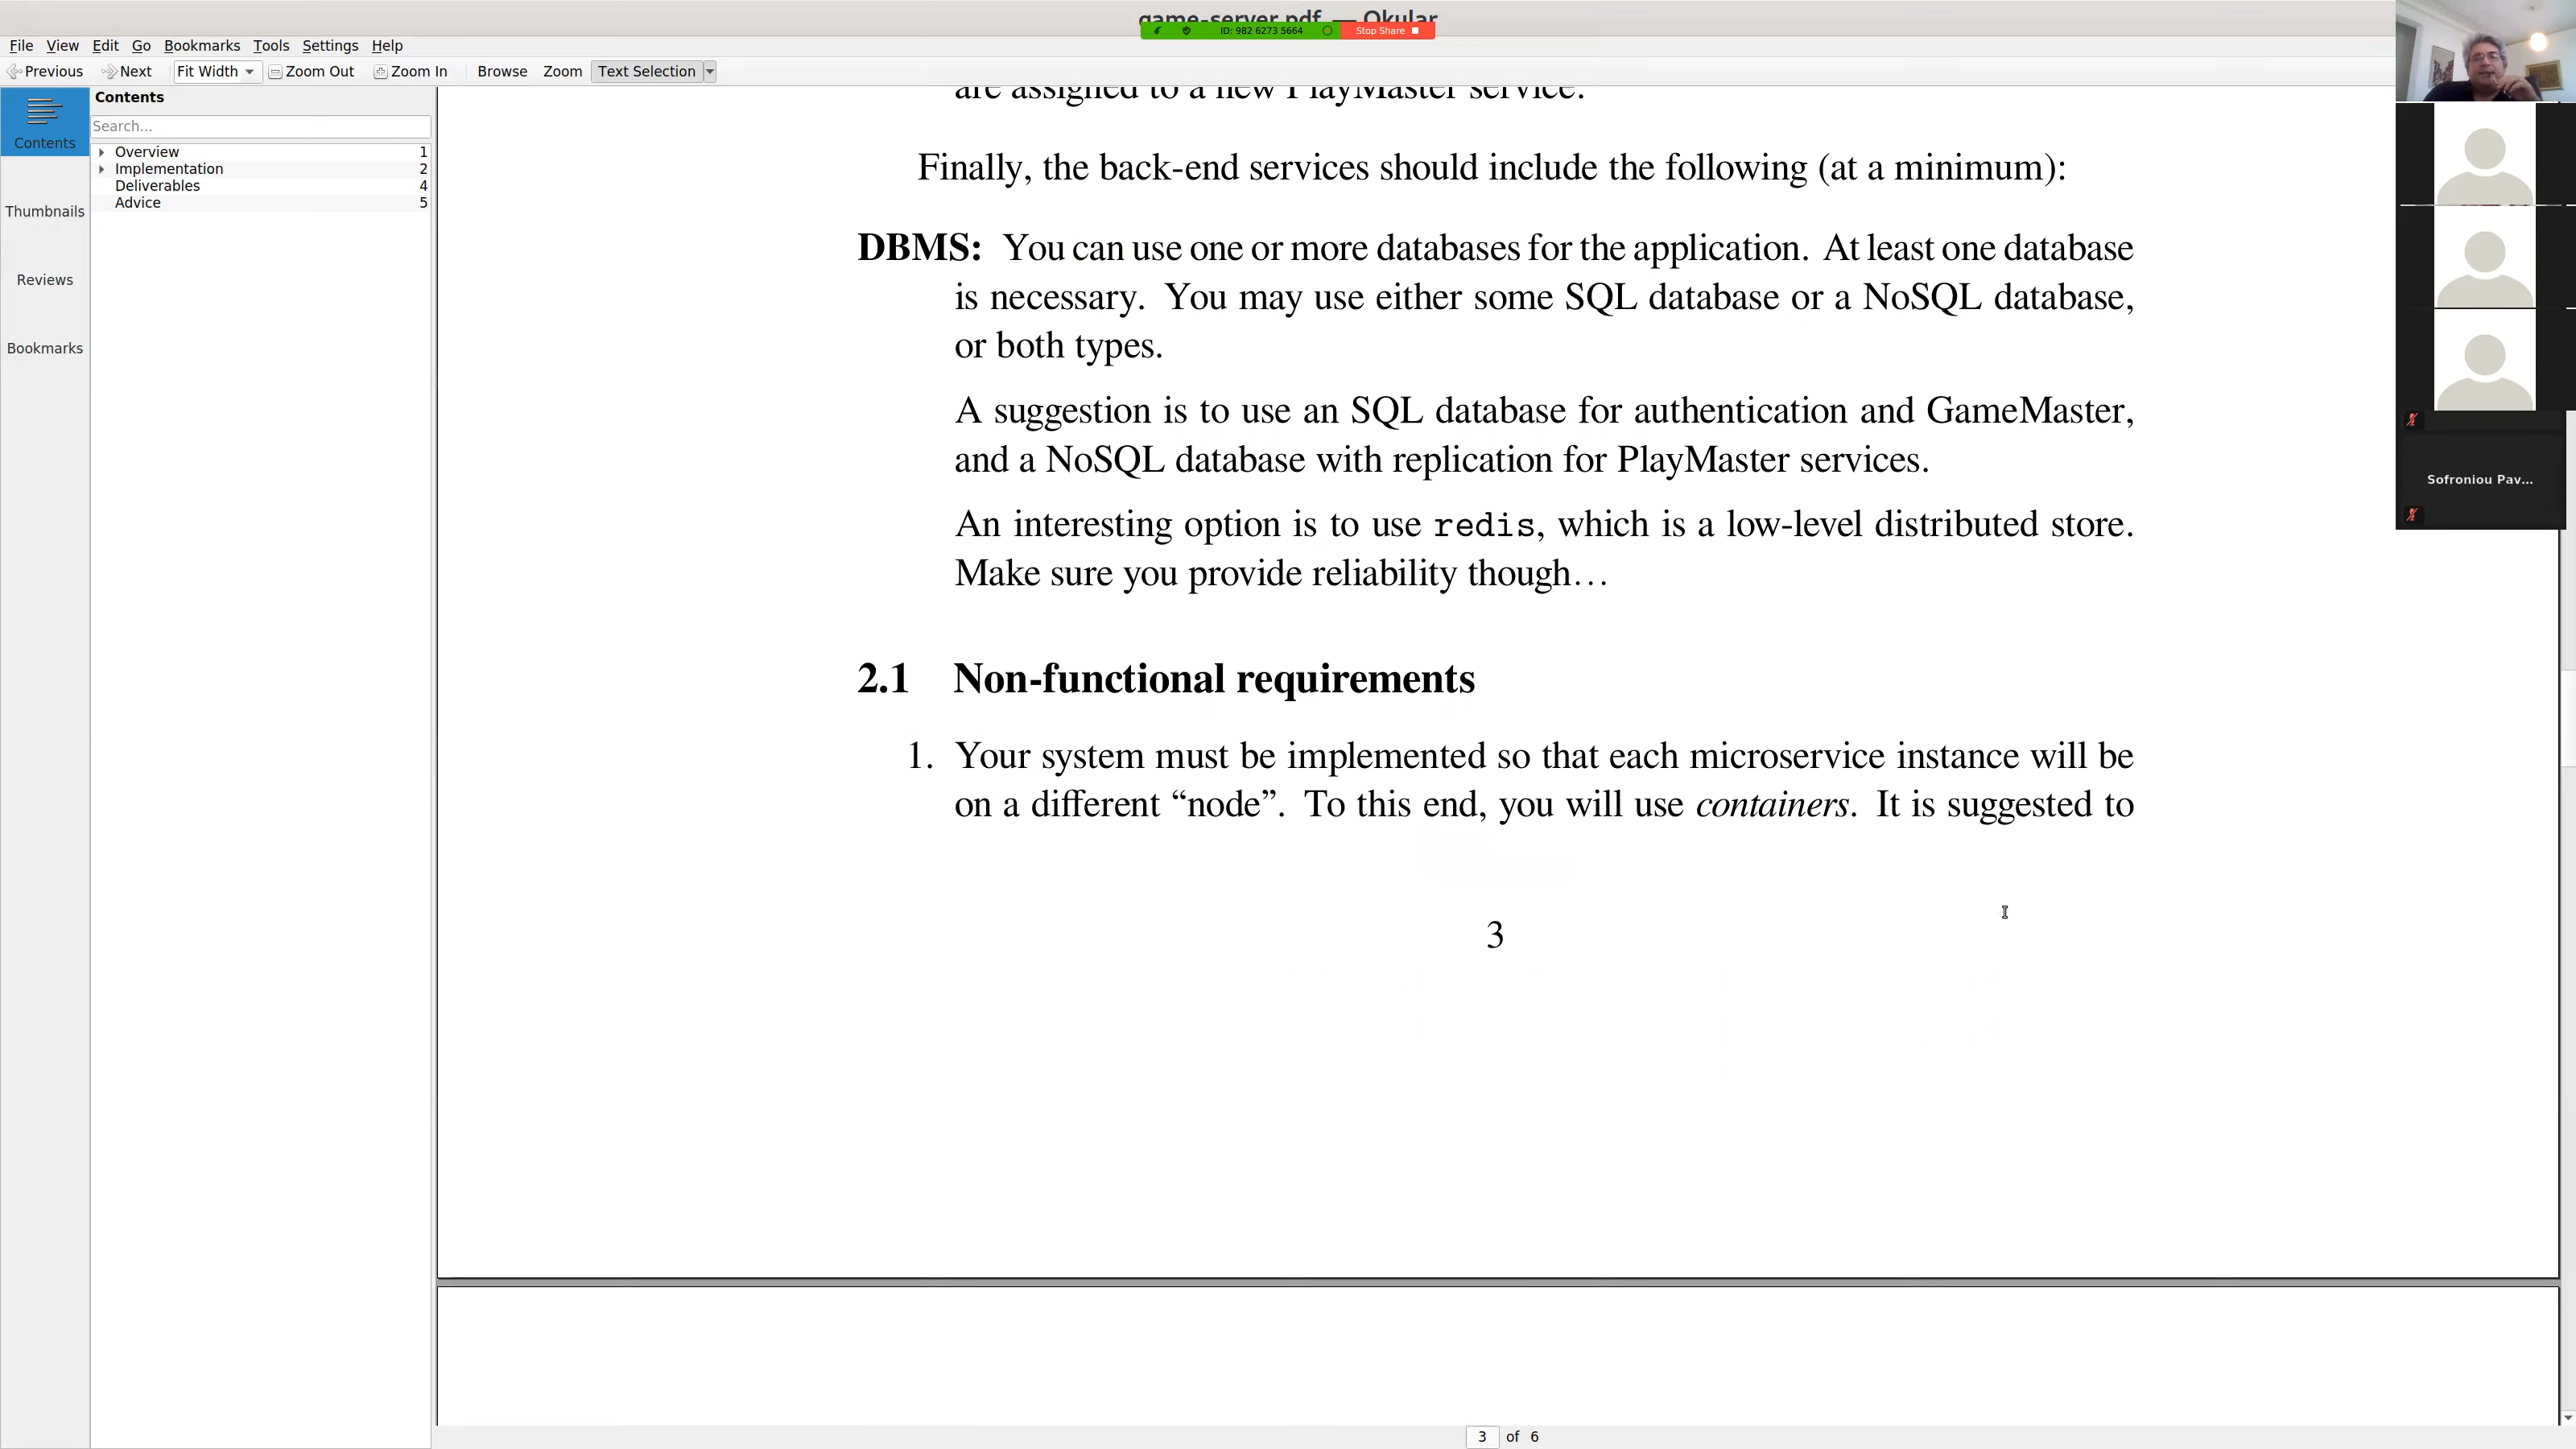 game-server.pdf — Okular
ID: 982 6273 5664
Stop Share
File View Edit Go Bookmarks Tools Settings Help
Previous Next Fit Width Zoom Out Zoom In Browse Zoom Text Selection
Contents
Search...
Contents
Overview 1
Implementation 2
Deliverables 4
Advice 5
Thumbnails
Reviews
Bookmarks
are assigned to a new PlayMaster service.
Finally, the back-end services should include the following (at a minimum):
DBMS: You can use one or more databases for the application. At least one database
is necessary. You may use either some SQL database or a NoSQL database,
or both types.
A suggestion is to use an SQL database for authentication and GameMaster,
and a NoSQL database with replication for PlayMaster services.
An interesting option is to use redis, which is a low-level distributed store.
Make sure you provide reliability though…
2.1 Non-functional requirements
1. Your system must be implemented so that each microservice instance will be
on a different “node”. To this end, you will use containers. It is suggested to
3
Sofroniou Pav...
3 of 6